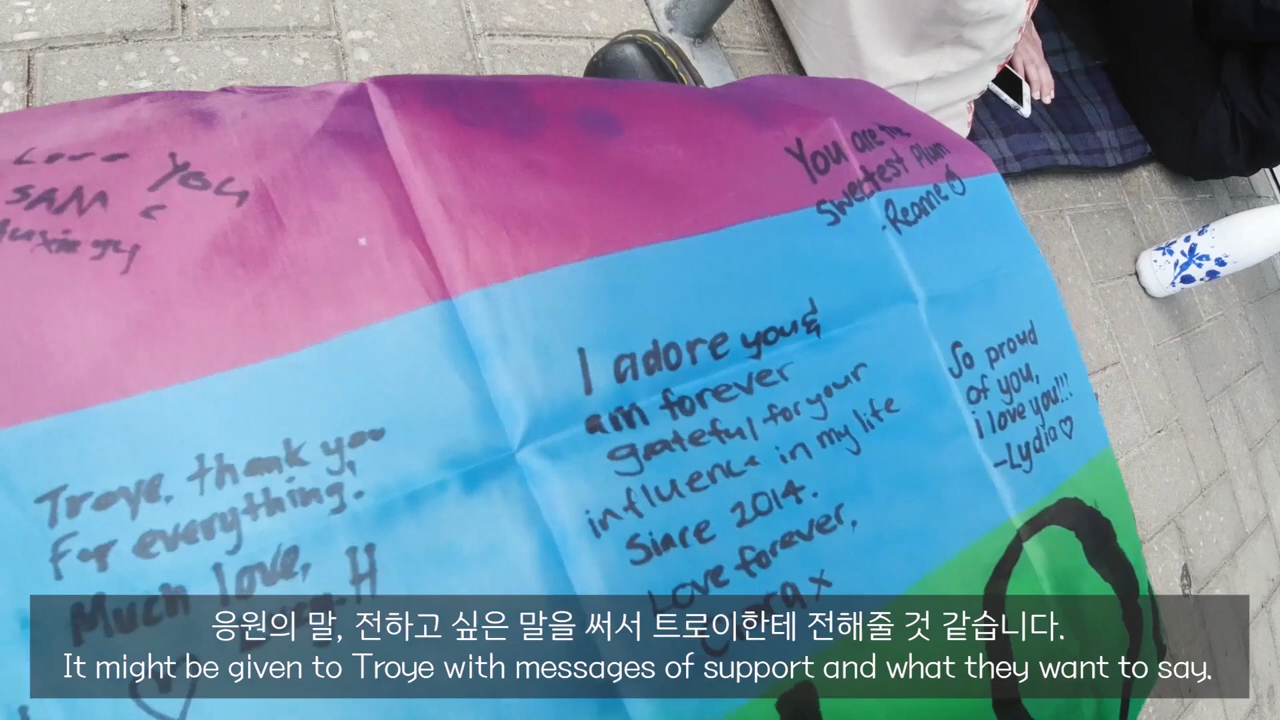 Love You
SAM &
You are the
sweetest Plum
-Reanne
I adore you &
am forever
grateful for your
influence in my life
Since 2014.
Love forever,
x
So proud
of you,
i love you!!!
-Lydia♡
Troye, thank you
For everything.
Much love,
H
응원의 말, 전하고 싶은 말을 써서 트로이한테 전해줄 것 같습니다.
It might be given to Troye with messages of support and what they want to say.